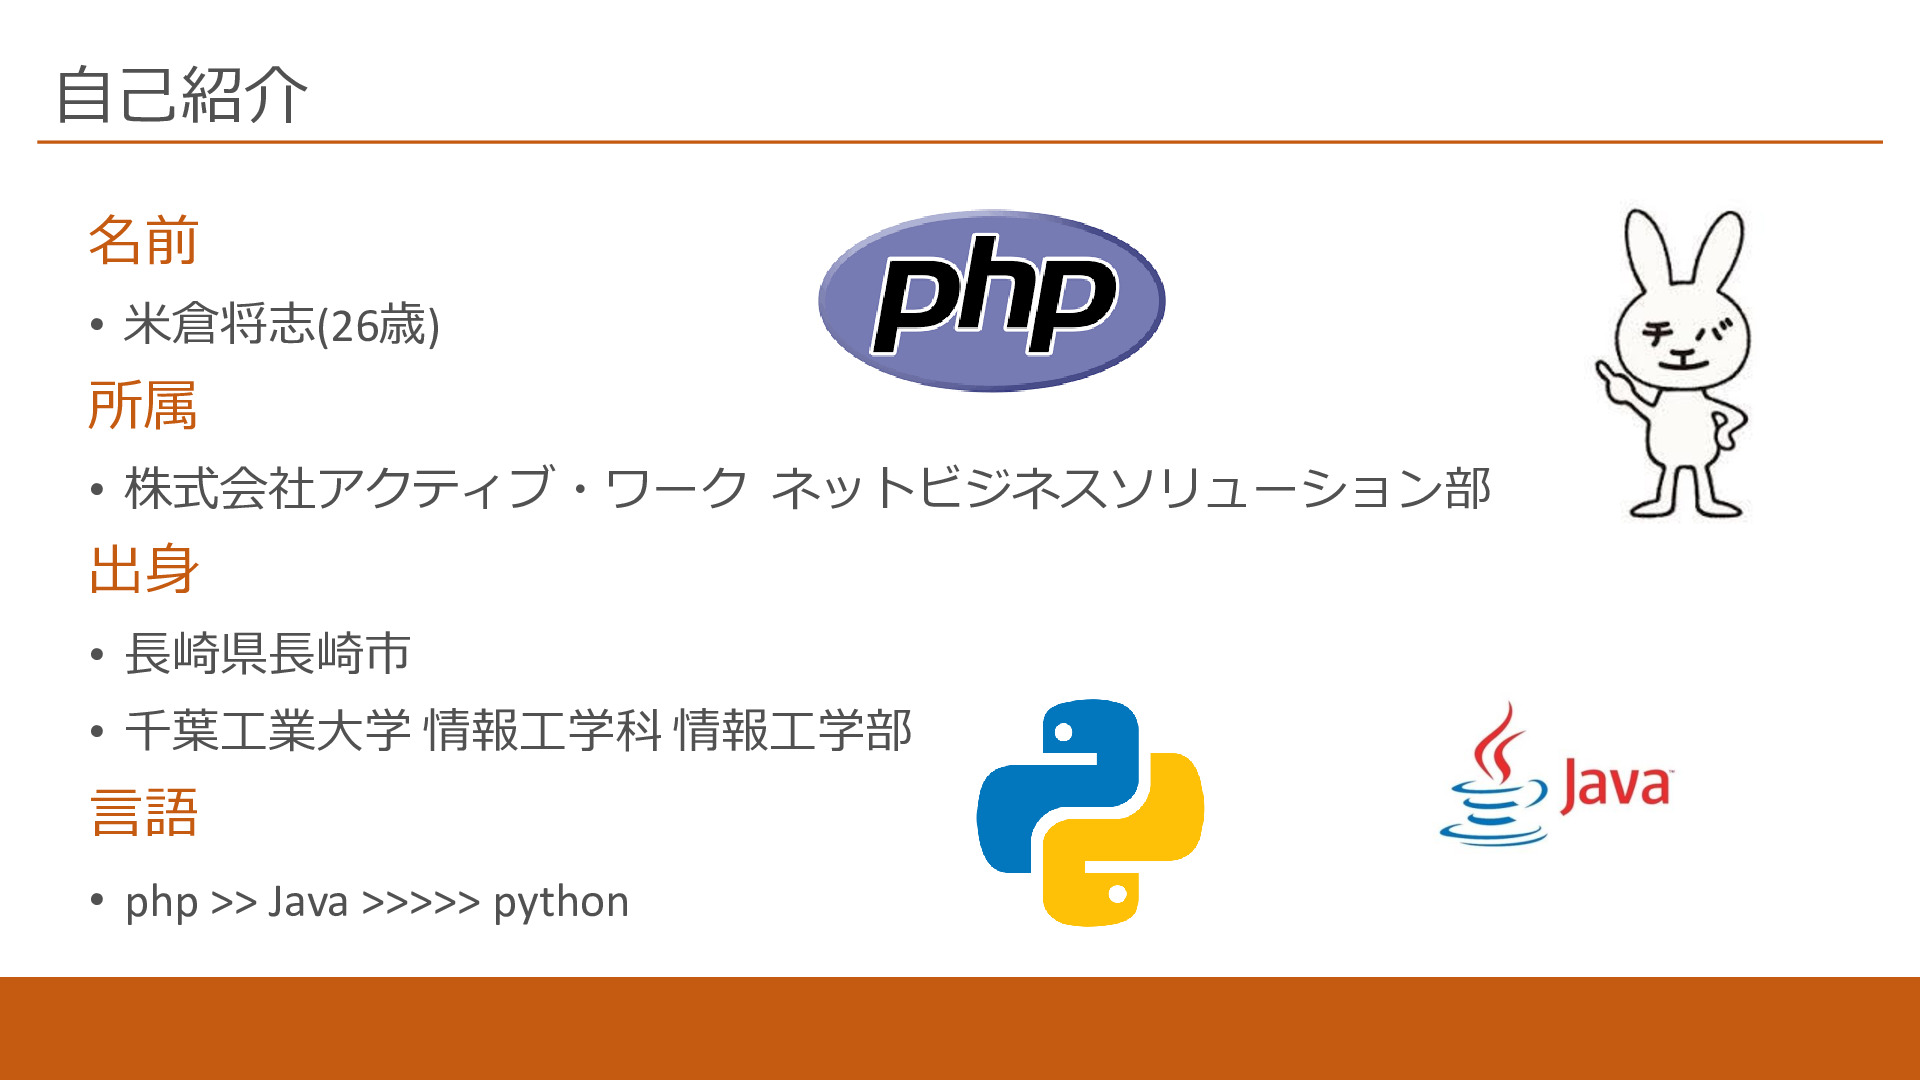 自己紹介
名前
• 米倉将志(26歳)
所属
• 株式会社アクティブ・ワーク ネットビジネスソリューション部
出身
• 長崎県長崎市
• 千葉工業大学 情報工学科 情報工学部
言語
• php >> Java >>>>> python
php
チバ
エ
Java™